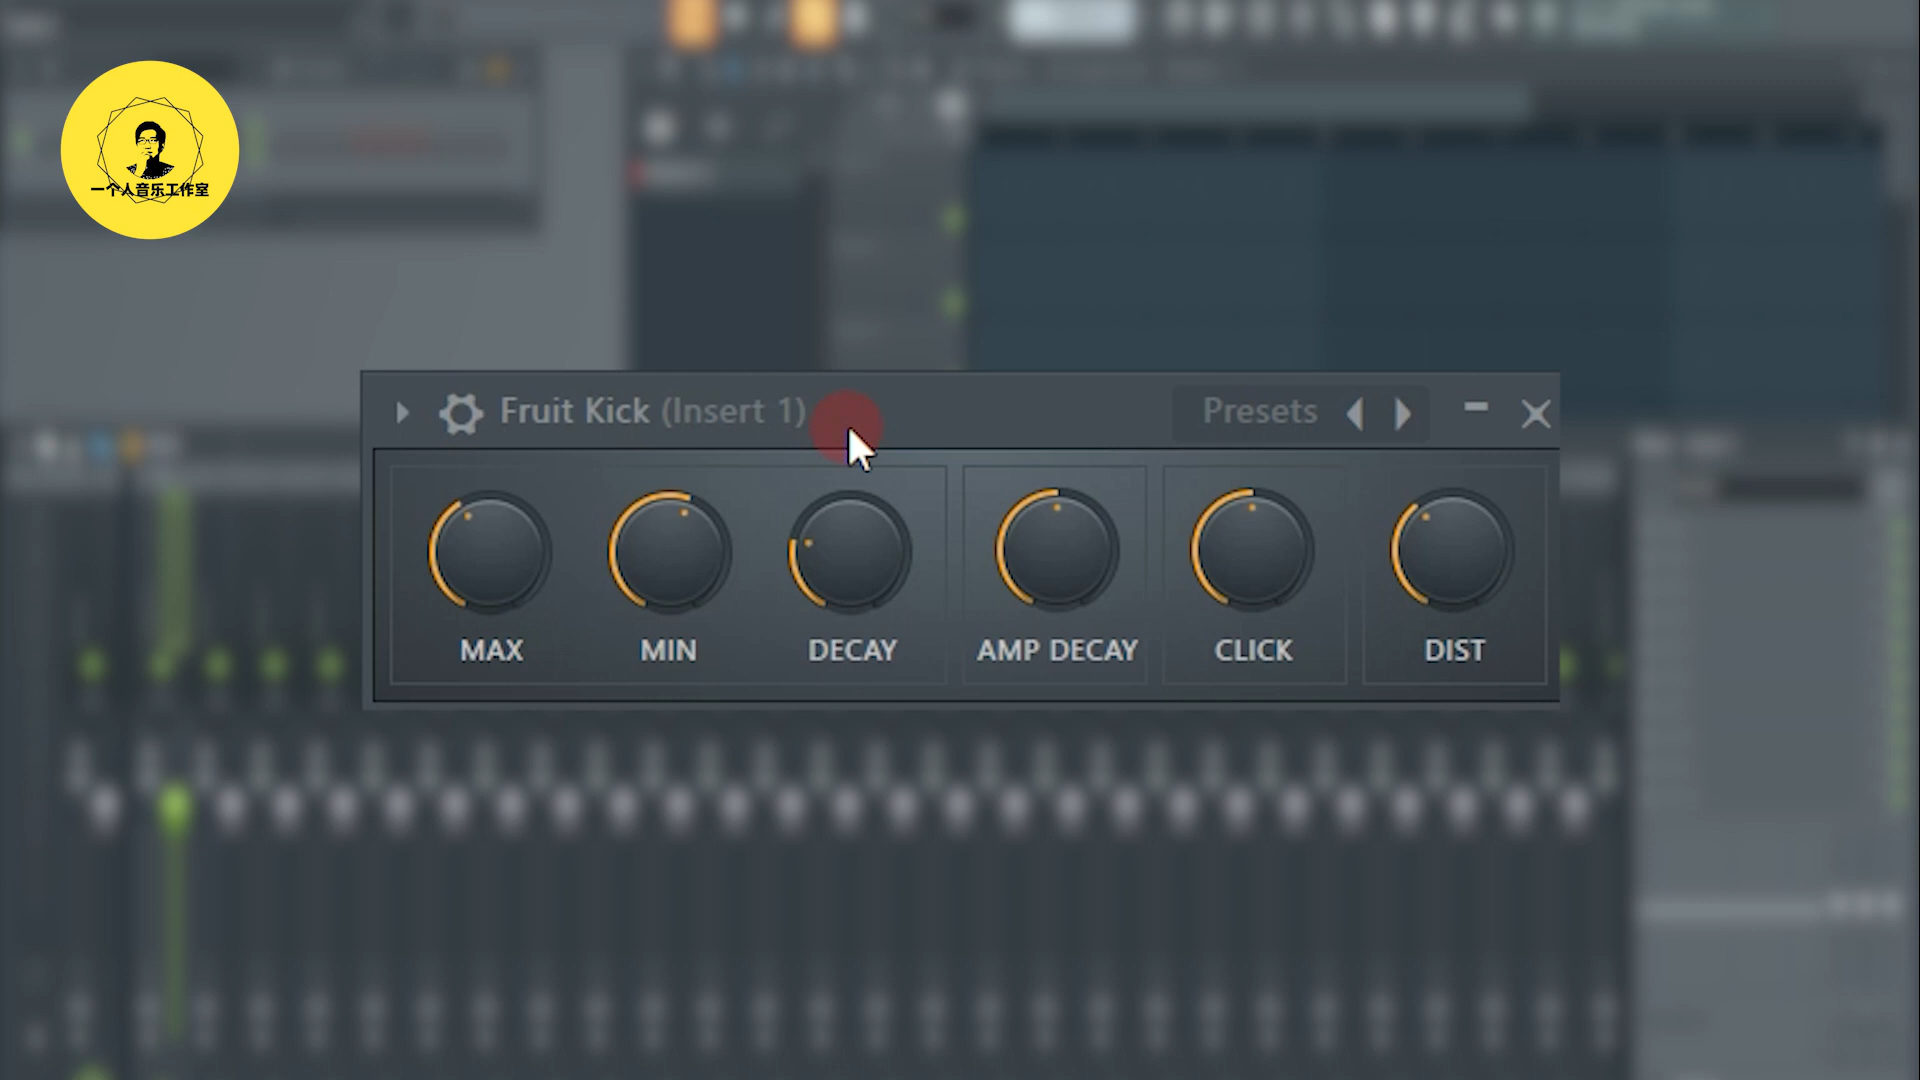 一个人音乐工作室
Fruit Kick (Insert 1)
Presets
MAX MIN DECAY AMP DECAY CLICK DIST